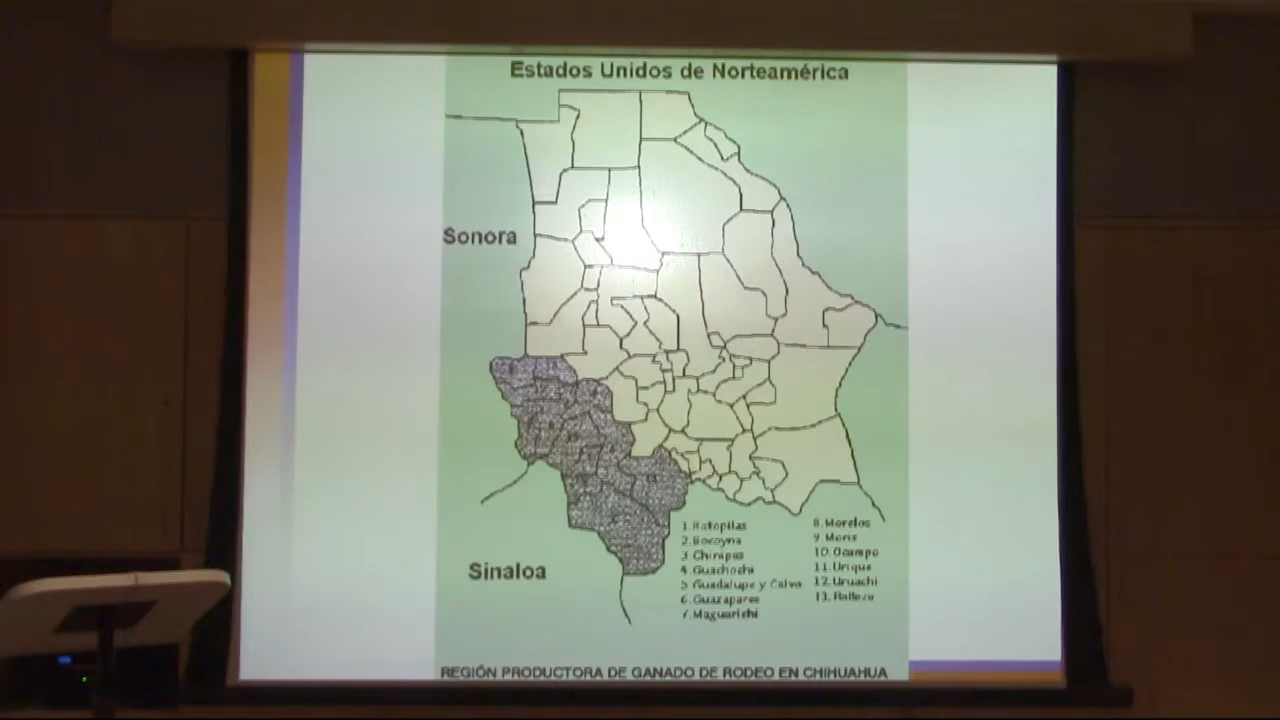 Estados Unidos de Norteamérica
Sonora
Sinaloa
1. Batopilas
2. Bocoyna
3 Chinipas
4 Guachochi
5 Guadalupe y Calvo
6. Guazapares
7. Maguarichi
8. Morelos
9. Moris
10. Ocampo
11. Urique
12. Uruachi
13. Balleza
REGIÓN PRODUCTORA DE GANADO DE RODEO EN CHIHUAHUA